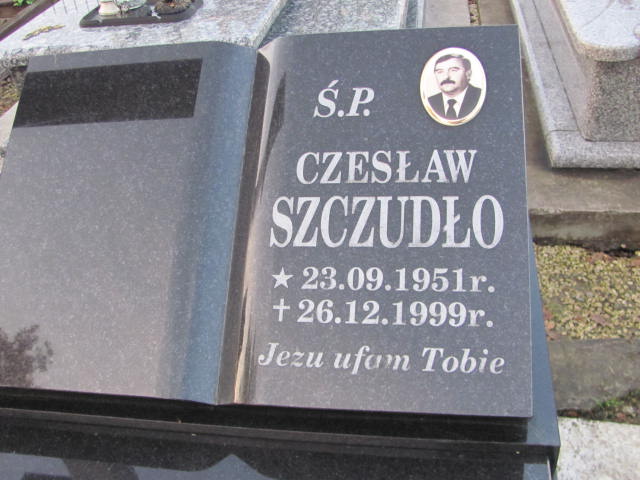 Ś.P.
CZESŁAW
SZCZUDŁO
★ 23.09.1951r.
✝ 26.12.1999r.
Jezu ufam Tobie